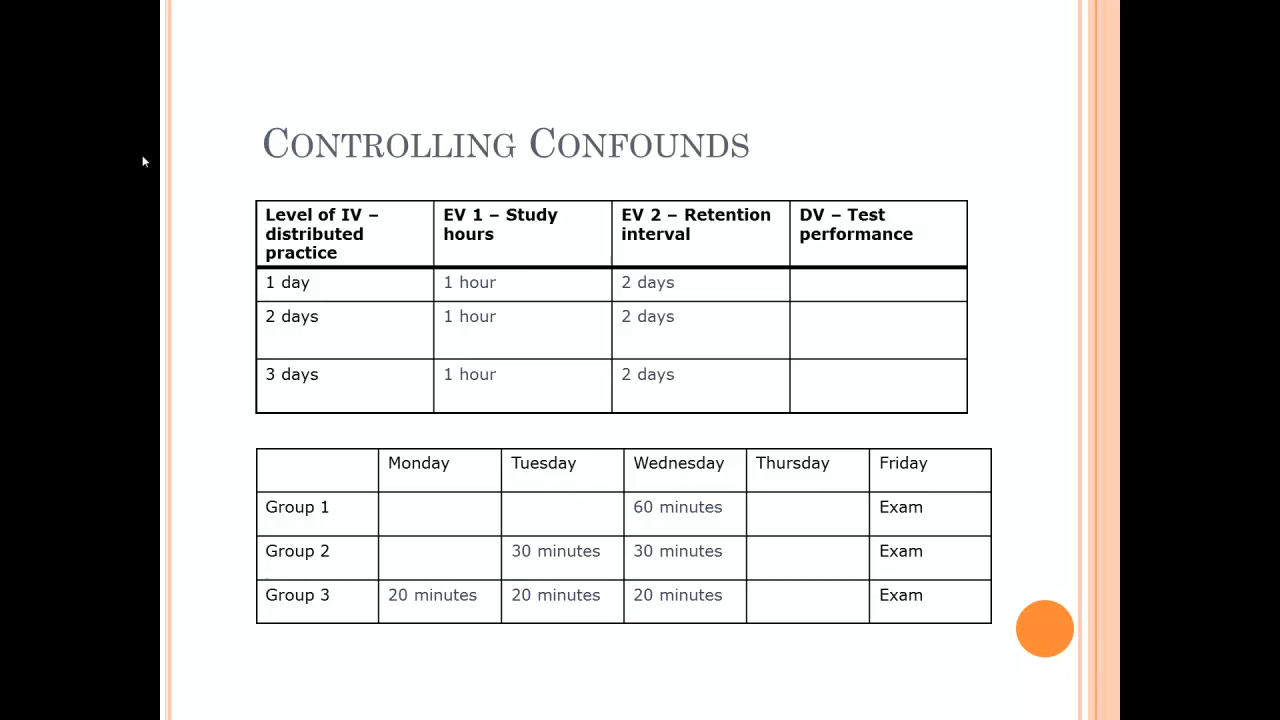 CONTROLLING CONFOUNDS
Level of IV – distributed practice | EV 1 – Study hours | EV 2 – Retention interval | DV – Test performance
1 day | 1 hour | 2 days
2 days | 1 hour | 2 days
3 days | 1 hour | 2 days
Monday | Tuesday | Wednesday | Thursday | Friday
Group 1 | 60 minutes | Exam
Group 2 | 30 minutes | 30 minutes | Exam
Group 3 | 20 minutes | 20 minutes | 20 minutes | Exam